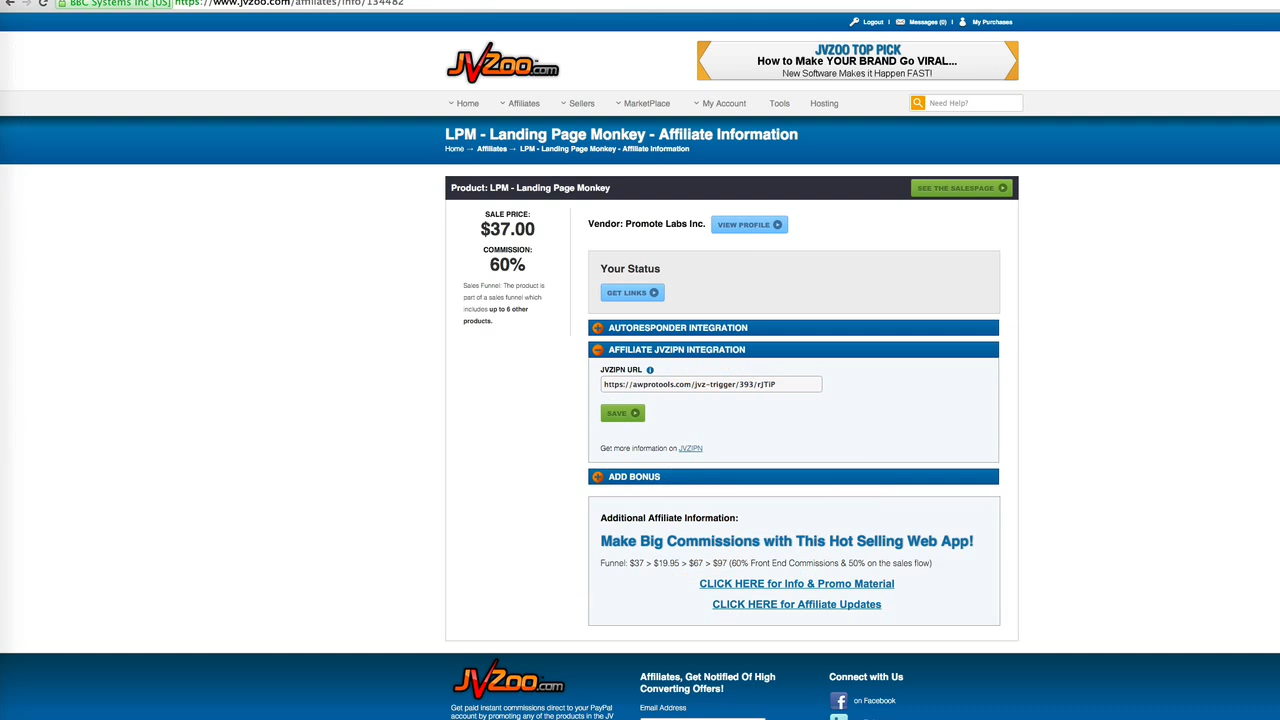 BBC Systems Inc [US]
https://www.jvzoo.com/affiliates/info/134482
Logout | Messages (0) | My Purchases
JVZoo.com
JVZOO TOP PICK
How to Make YOUR BRAND Go VIRAL...
New Software Makes it Happen FAST!
Home Affiliates Sellers MarketPlace My Account Tools Hosting Need Help?
LPM - Landing Page Monkey - Affiliate Information
Home → Affiliates → LPM - Landing Page Monkey - Affiliate Information
Product: LPM - Landing Page Monkey
SEE THE SALESPAGE
SALE PRICE:
$37.00
COMMISSION:
60%
Sales Funnel: The product is
part of a sales funnel which
includes up to 6 other
products.
Vendor: Promote Labs Inc. VIEW PROFILE
Your Status
GET LINKS
AUTORESPONDER INTEGRATION
AFFILIATE JVZIPN INTEGRATION
JVZIPN URL
https://awprotools.com/jvz-trigger/393/rJTiP
SAVE
Get more information on JVZIPN
ADD BONUS
Additional Affiliate Information:
Make Big Commissions with This Hot Selling Web App!
Funnel: $37 > $19.95 > $67 > $97 (60% Front End Commissions & 50% on the sales flow)
CLICK HERE for Info & Promo Material
CLICK HERE for Affiliate Updates
JVZoo.com
Get paid instant commissions direct to your PayPal
account by promoting any of the products in the JV
Affiliates, Get Notified Of High
Converting Offers!
Email Address
Connect with Us
on Facebook